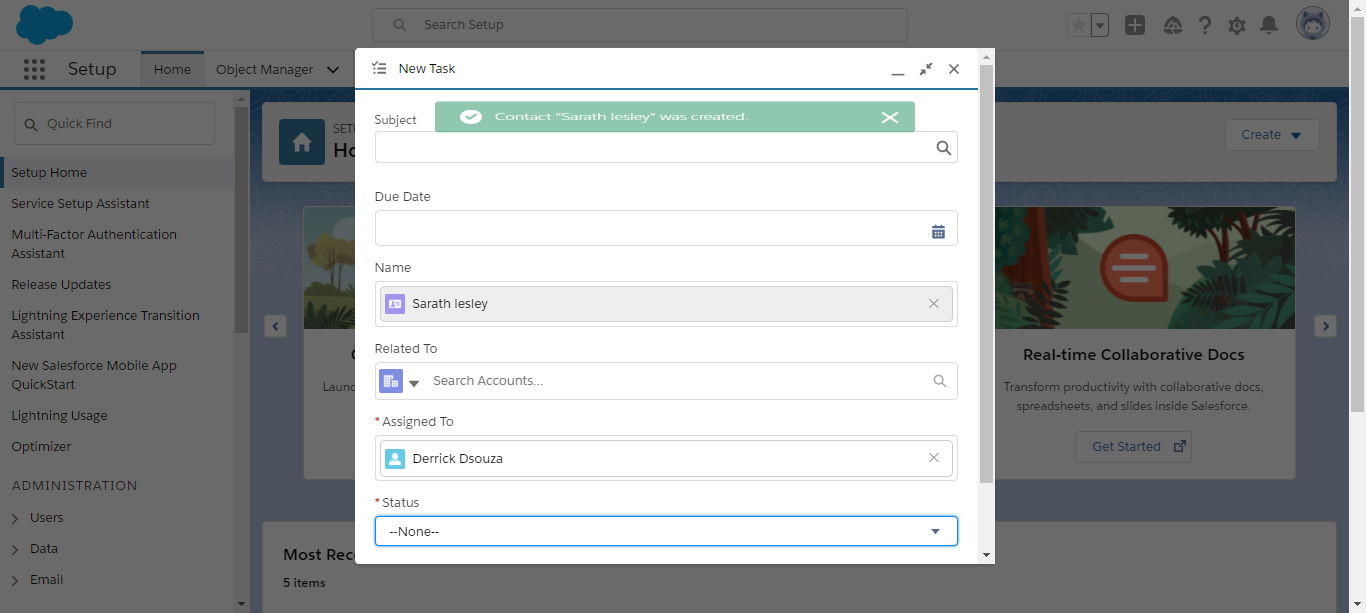 Search Setup
Setup
Home
Object Manager
Quick Find
Setup Home
Service Setup Assistant
Multi-Factor Authentication
Assistant
Release Updates
Lightning Experience Transition
Assistant
New Salesforce Mobile App
QuickStart
Lightning Usage
Optimizer
ADMINISTRATION
Users
Data
Email
SETU
Ho
Create
New Task
Contact "Sarath lesley" was created.
Subject
Due Date
Name
Sarath lesley
Related To
Search Accounts...
*Assigned To
Derrick Dsouza
*Status
--None--
Launc
Real-time Collaborative Docs
Transform productivity with collaborative docs,
spreadsheets, and slides inside Salesforce.
Get Started
Most Rec
5 items